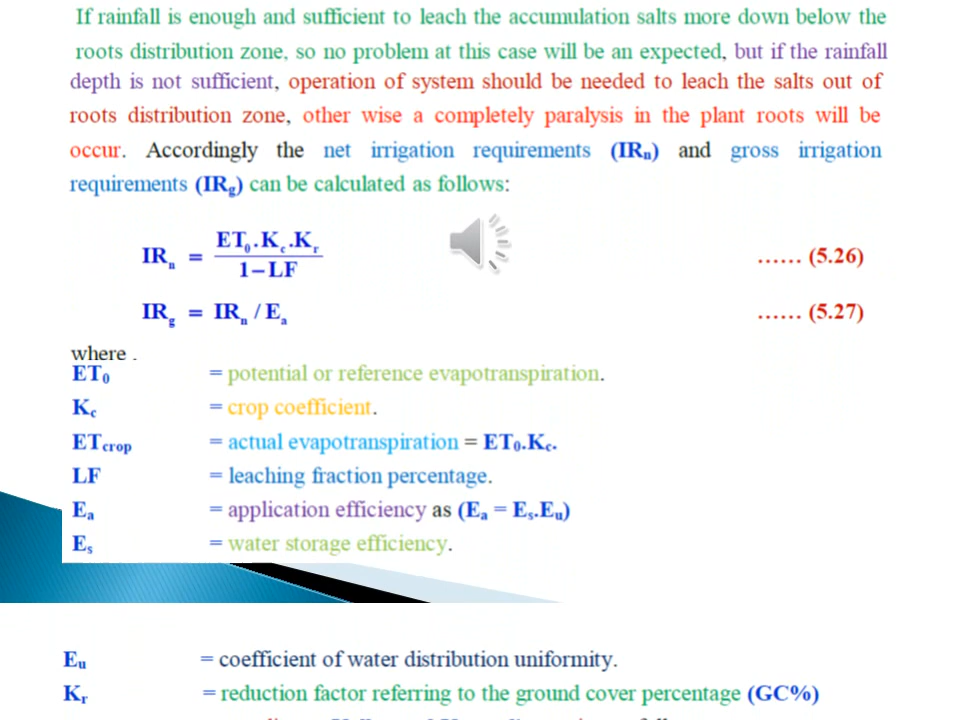 If rainfall is enough and sufficient to leach the accumulation salts more down below the
roots distribution zone, so no problem at this case will be an expected, but if the rainfall
depth is not sufficient, operation of system should be needed to leach the salts out of
roots distribution zone, other wise a completely paralysis in the plant roots will be
occur. Accordingly the net irrigation requirements (IRn) and gross irrigation
requirements (IRg) can be calculated as follows:
IRn = ET0.Kc.Kr / 1–LF ...... (5.26)
IRg = IRn / Ea ...... (5.27)
where .
ET0 = potential or reference evapotranspiration.
Kc = crop coefficient.
ETcrop = actual evapotranspiration = ET0.Kc.
LF = leaching fraction percentage.
Ea = application efficiency as (Ea = Es.Eu)
Es = water storage efficiency.
Eu = coefficient of water distribution uniformity.
Kr = reduction factor referring to the ground cover percentage (GC%)